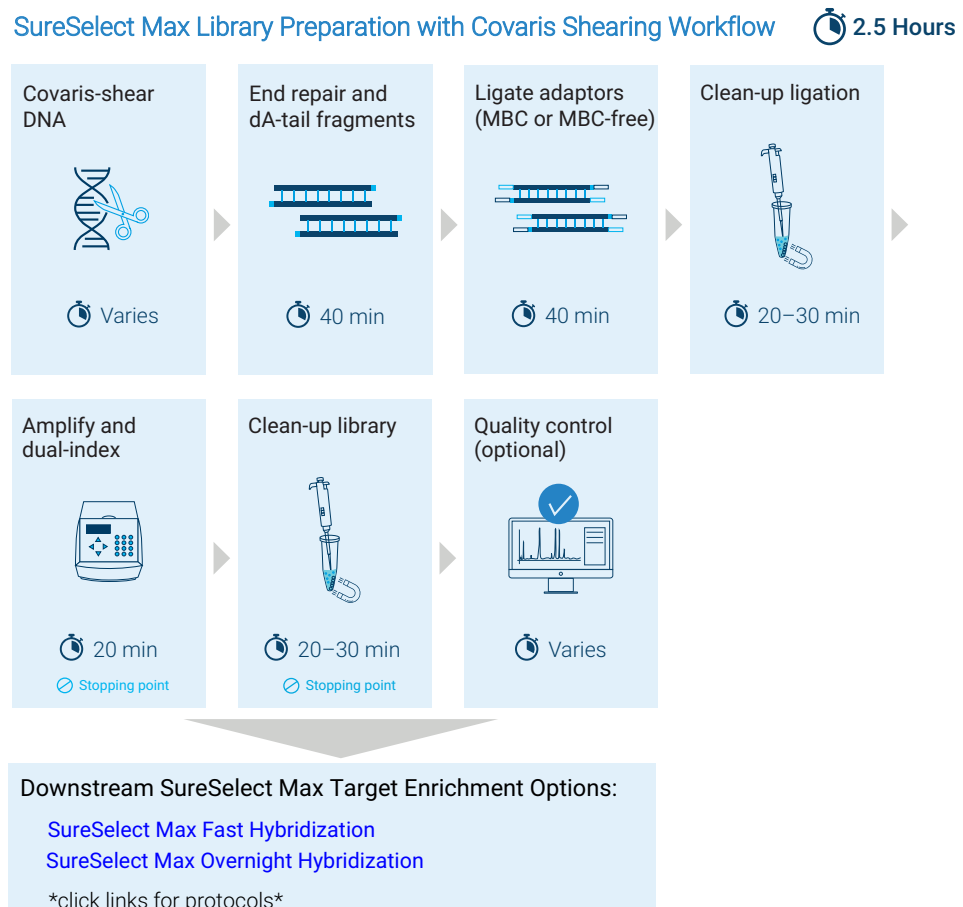 SureSelect Max Library Preparation with Covaris Shearing Workflow
2.5 Hours
Covaris-shear
DNA
Varies
End repair and
dA-tail fragments
40 min
Ligate adaptors
(MBC or MBC-free)
40 min
Clean-up ligation
20–30 min
Amplify and
dual-index
20 min
Stopping point
Clean-up library
20–30 min
Stopping point
Quality control
(optional)
Varies
Downstream SureSelect Max Target Enrichment Options:
SureSelect Max Fast Hybridization
SureSelect Max Overnight Hybridization
*click links for protocols*